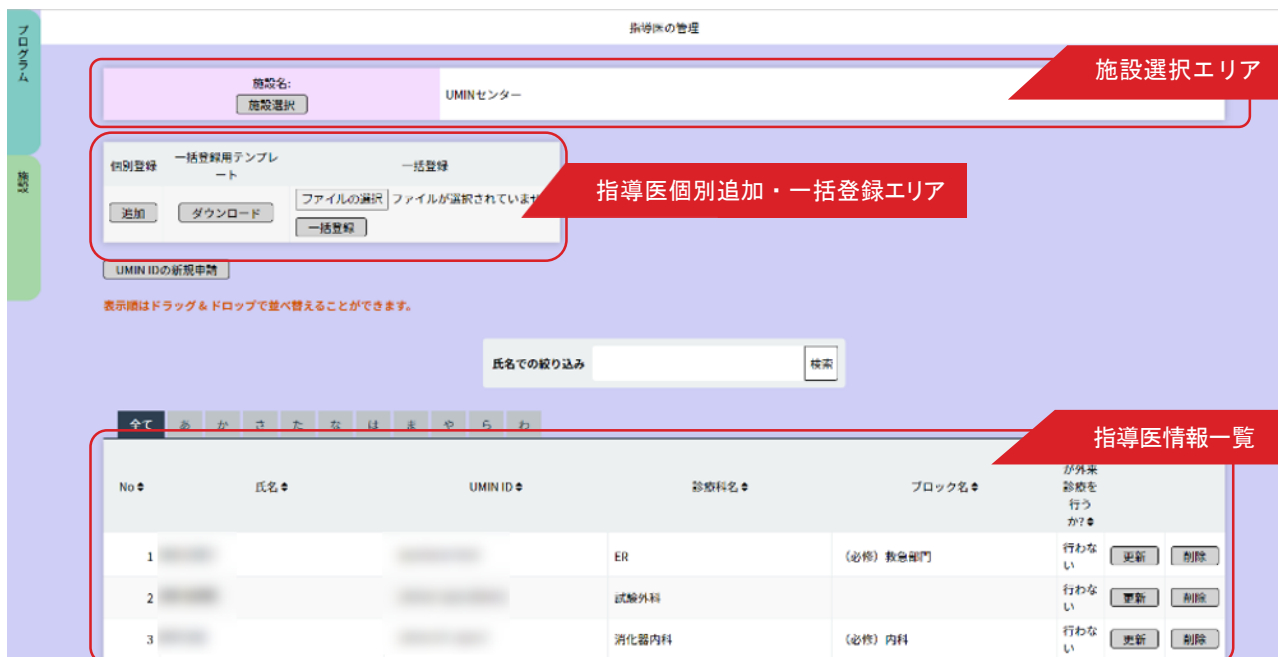 指導医の管理
プログラム
施設
施設選択エリア
施設名:
施設選択
UMINセンター
個別登録 一括登録用テンプレート 一括登録
追加 ダウンロード ファイルの選択 ファイルが選択されていませ
一括登録
指導医個別追加・一括登録エリア
UMIN IDの新規申請
表示順はドラッグ & ドロップで並べ替えることができます。
氏名での絞り込み 検索
全て あ か さ た な は ま や ら わ
指導医情報一覧
No 氏名 UMIN ID 診療科名 ブロック名 が外来診療を行うか?
1 ER （必修）救急部門 行わない 更新 削除
2 試験外科 行わない 更新 削除
3 消化器内科 （必修）内科 行わない 更新 削除